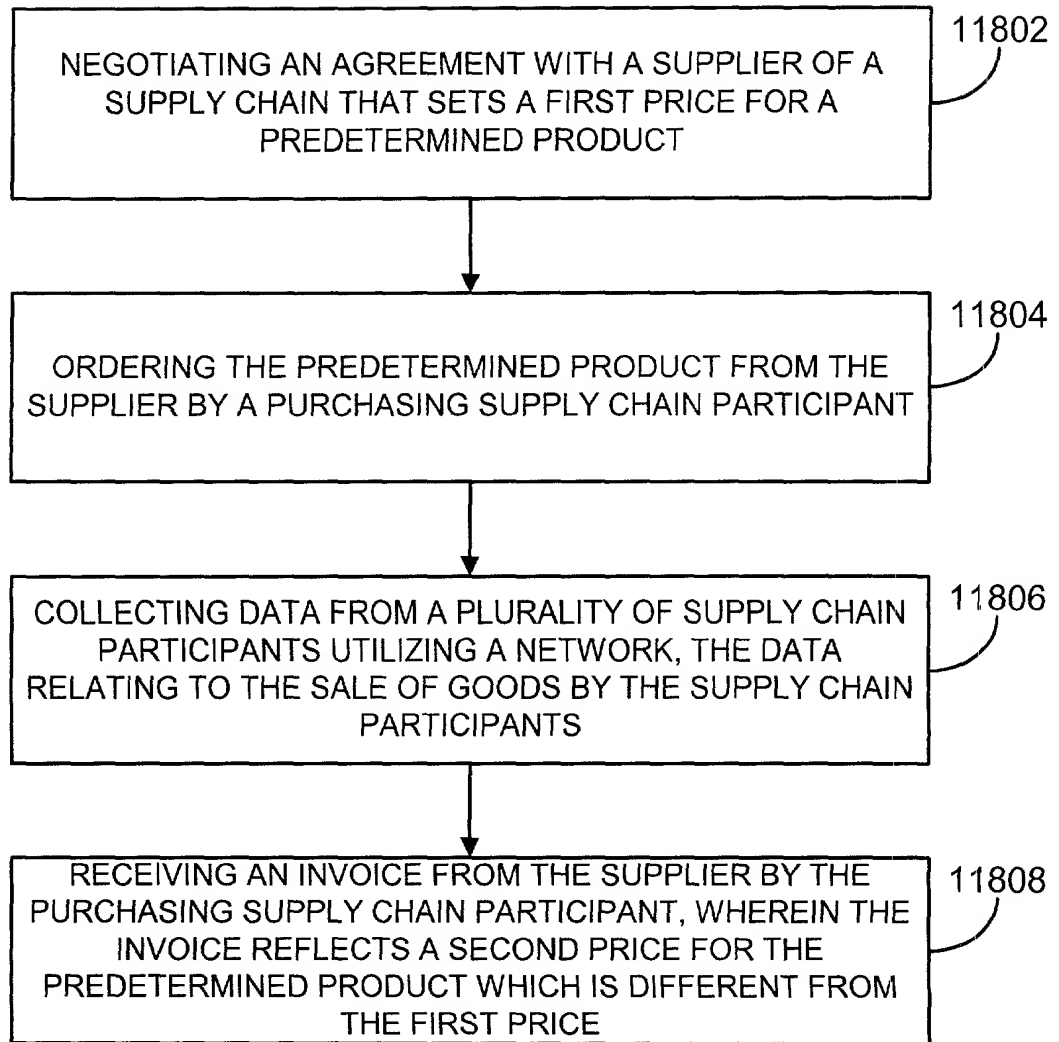 11802
NEGOTIATING AN AGREEMENT WITH A SUPPLIER OF A
SUPPLY CHAIN THAT SETS A FIRST PRICE FOR A
PREDETERMINED PRODUCT
11804
ORDERING THE PREDETERMINED PRODUCT FROM THE
SUPPLIER BY A PURCHASING SUPPLY CHAIN PARTICIPANT
11806
COLLECTING DATA FROM A PLURALITY OF SUPPLY CHAIN
PARTICIPANTS UTILIZING A NETWORK, THE DATA
RELATING TO THE SALE OF GOODS BY THE SUPPLY CHAIN
PARTICIPANTS
11808
RECEIVING AN INVOICE FROM THE SUPPLIER BY THE
PURCHASING SUPPLY CHAIN PARTICIPANT, WHEREIN THE
INVOICE REFLECTS A SECOND PRICE FOR THE
PREDETERMINED PRODUCT WHICH IS DIFFERENT FROM
THE FIRST PRICE